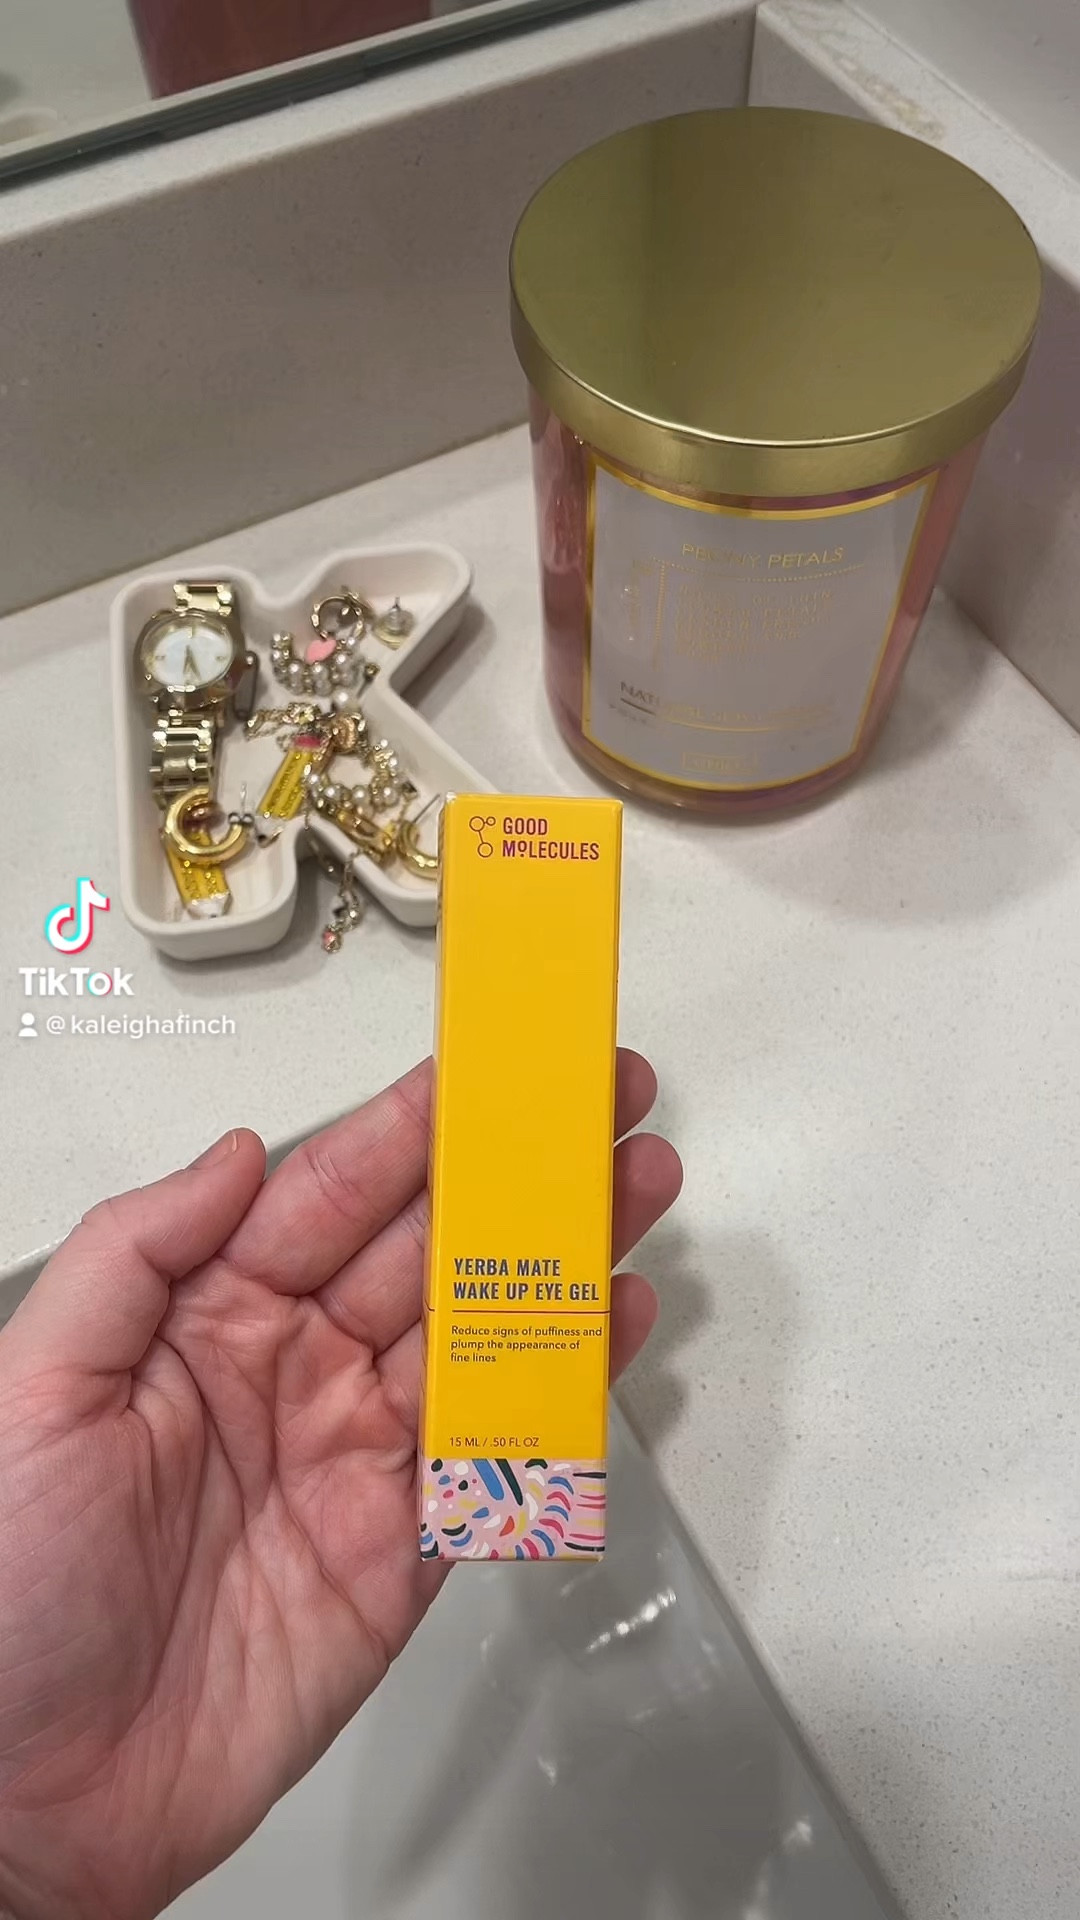 PEONY PETALS
GOOD
MOLECULES
TikTok
@kaleighafinch
YERBA MATE
WAKE UP EYE GEL
Reduce signs of puffiness and
plump the appearance of
fine lines
15 ML / .50 FL OZ